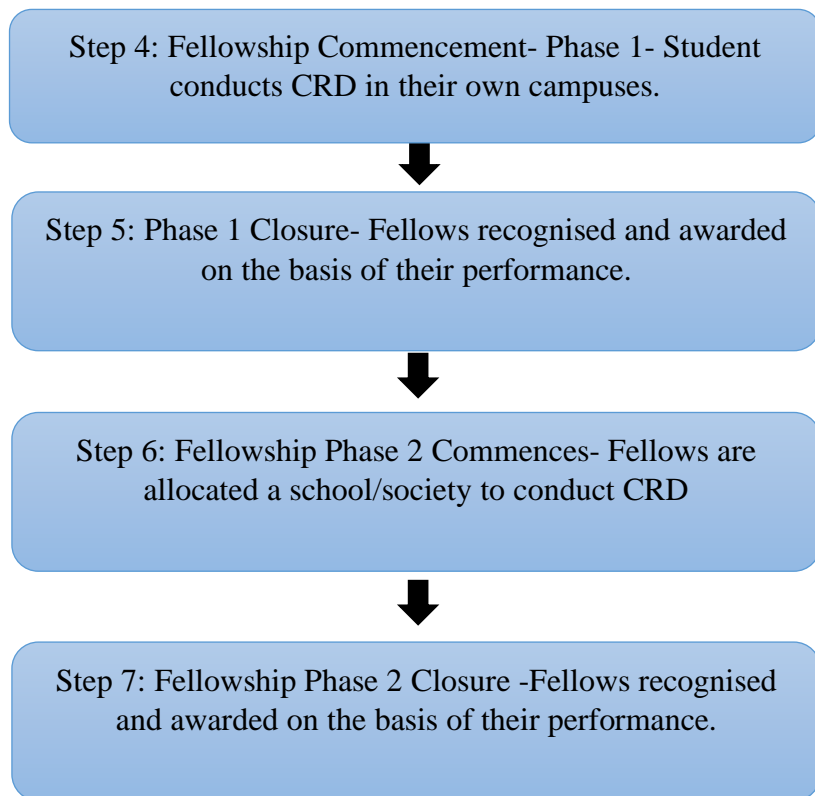 Step 4: Fellowship Commencement- Phase 1- Student
conducts CRD in their own campuses.
Step 5: Phase 1 Closure- Fellows recognised and awarded
on the basis of their performance.
Step 6: Fellowship Phase 2 Commences- Fellows are
allocated a school/society to conduct CRD
Step 7: Fellowship Phase 2 Closure -Fellows recognised
and awarded on the basis of their performance.